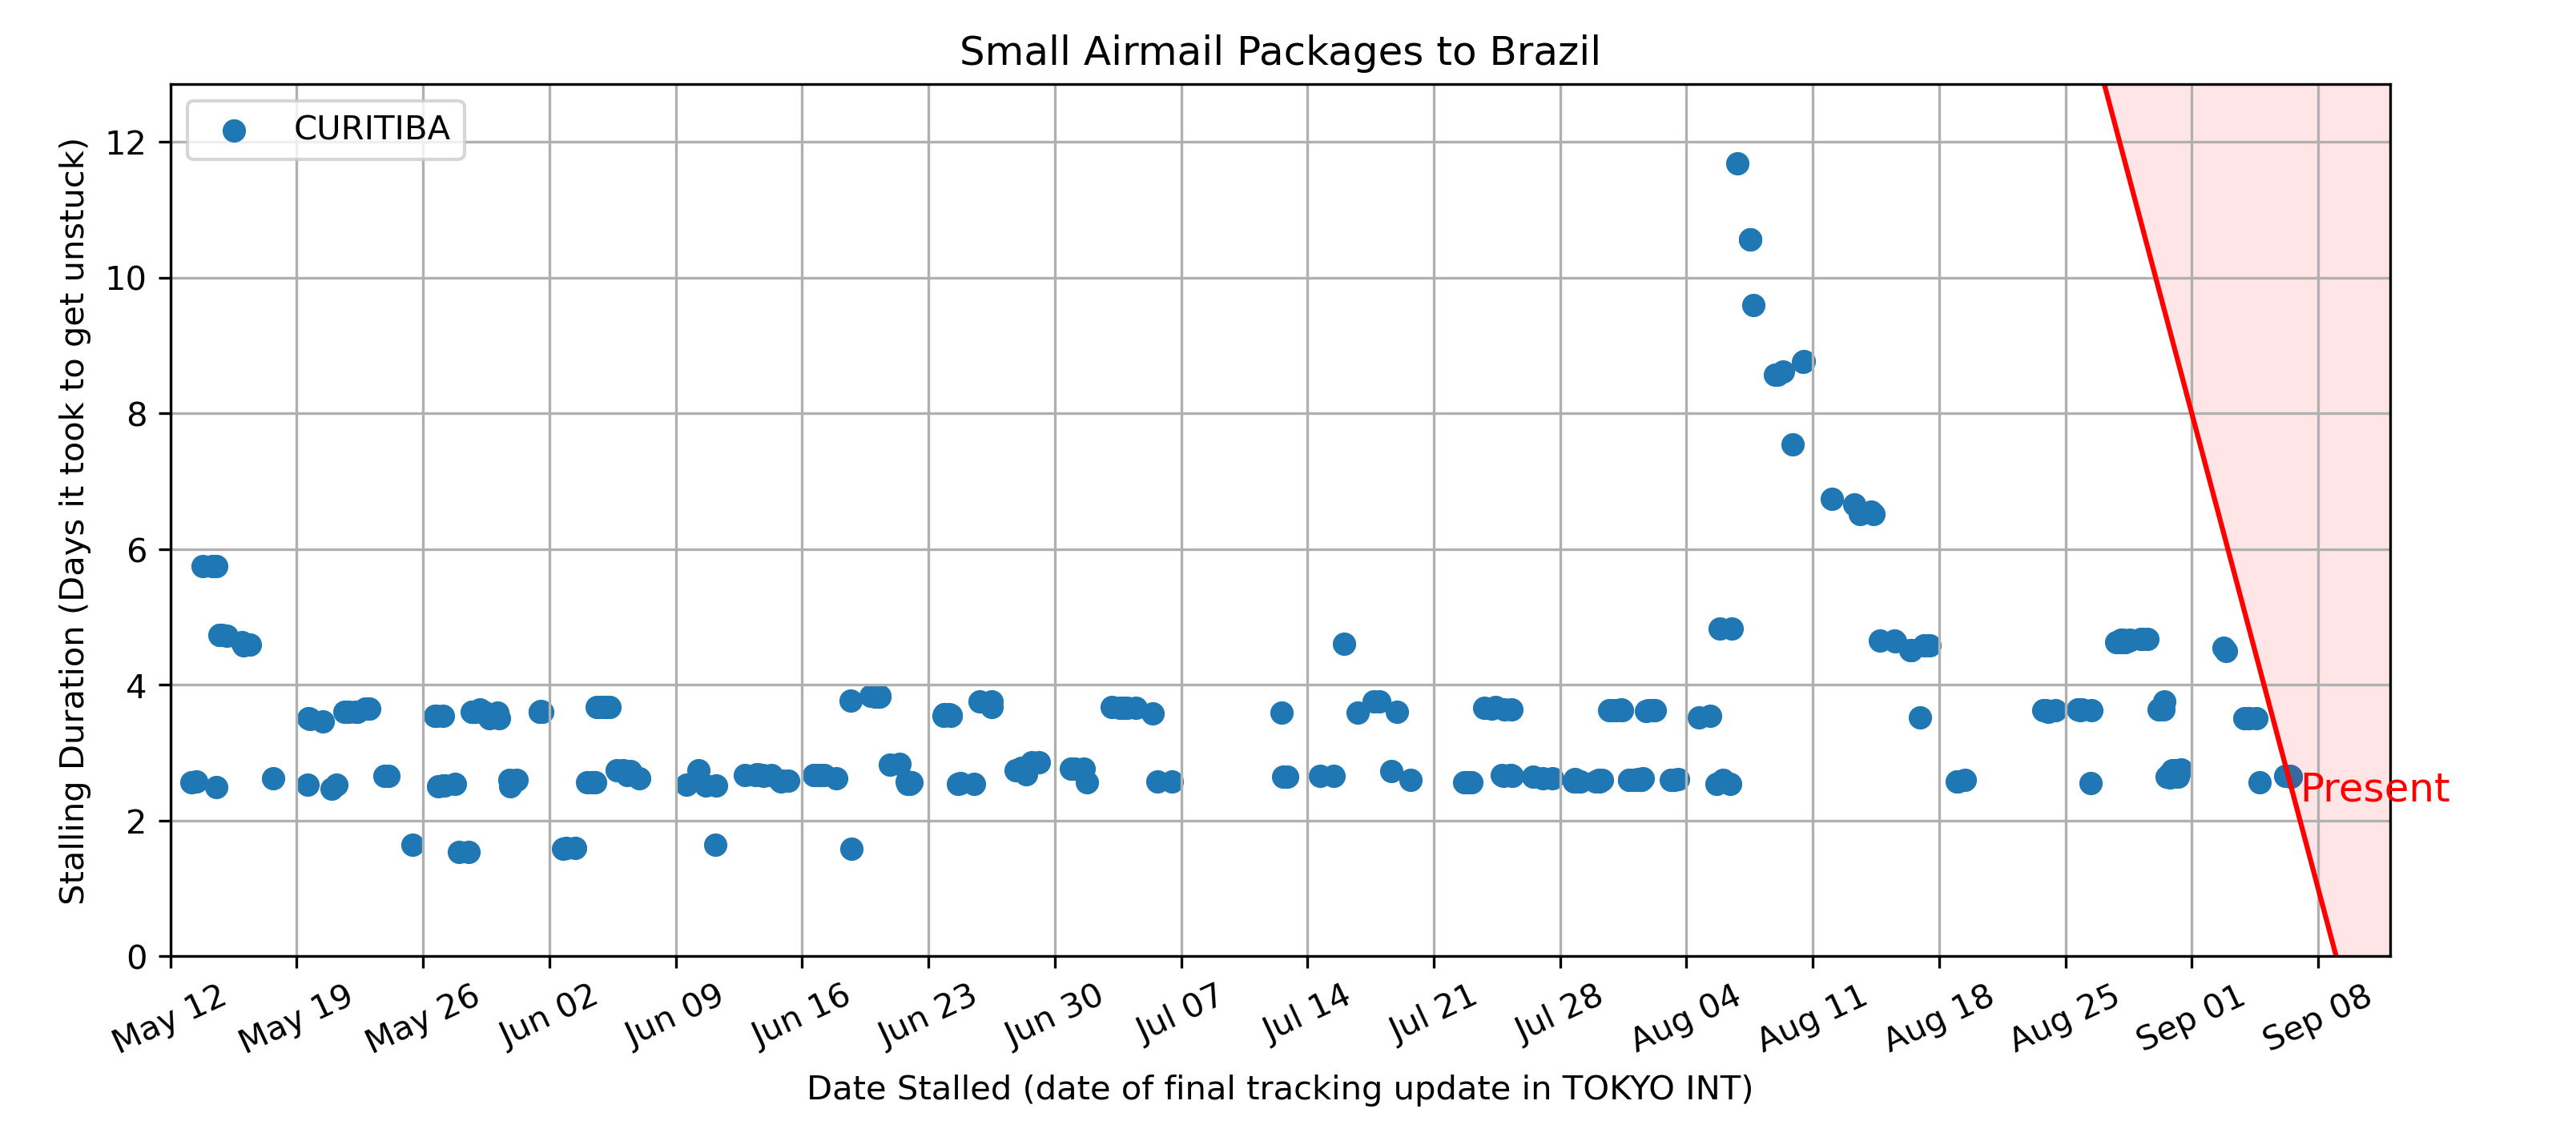 Small Airmail Packages to Brazil
CURITIBA
Stalling Duration (Days it took to get unstuck)
12
10
8
6
4
2
0
Present
May 12
May 19
May 26
Jun 02
Jun 09
Jun 16
Jun 23
Jun 30
Jul 07
Jul 14
Jul 21
Jul 28
Aug 04
Aug 11
Aug 18
Aug 25
Sep 01
Sep 08
Date Stalled (date of final tracking update in TOKYO INT)